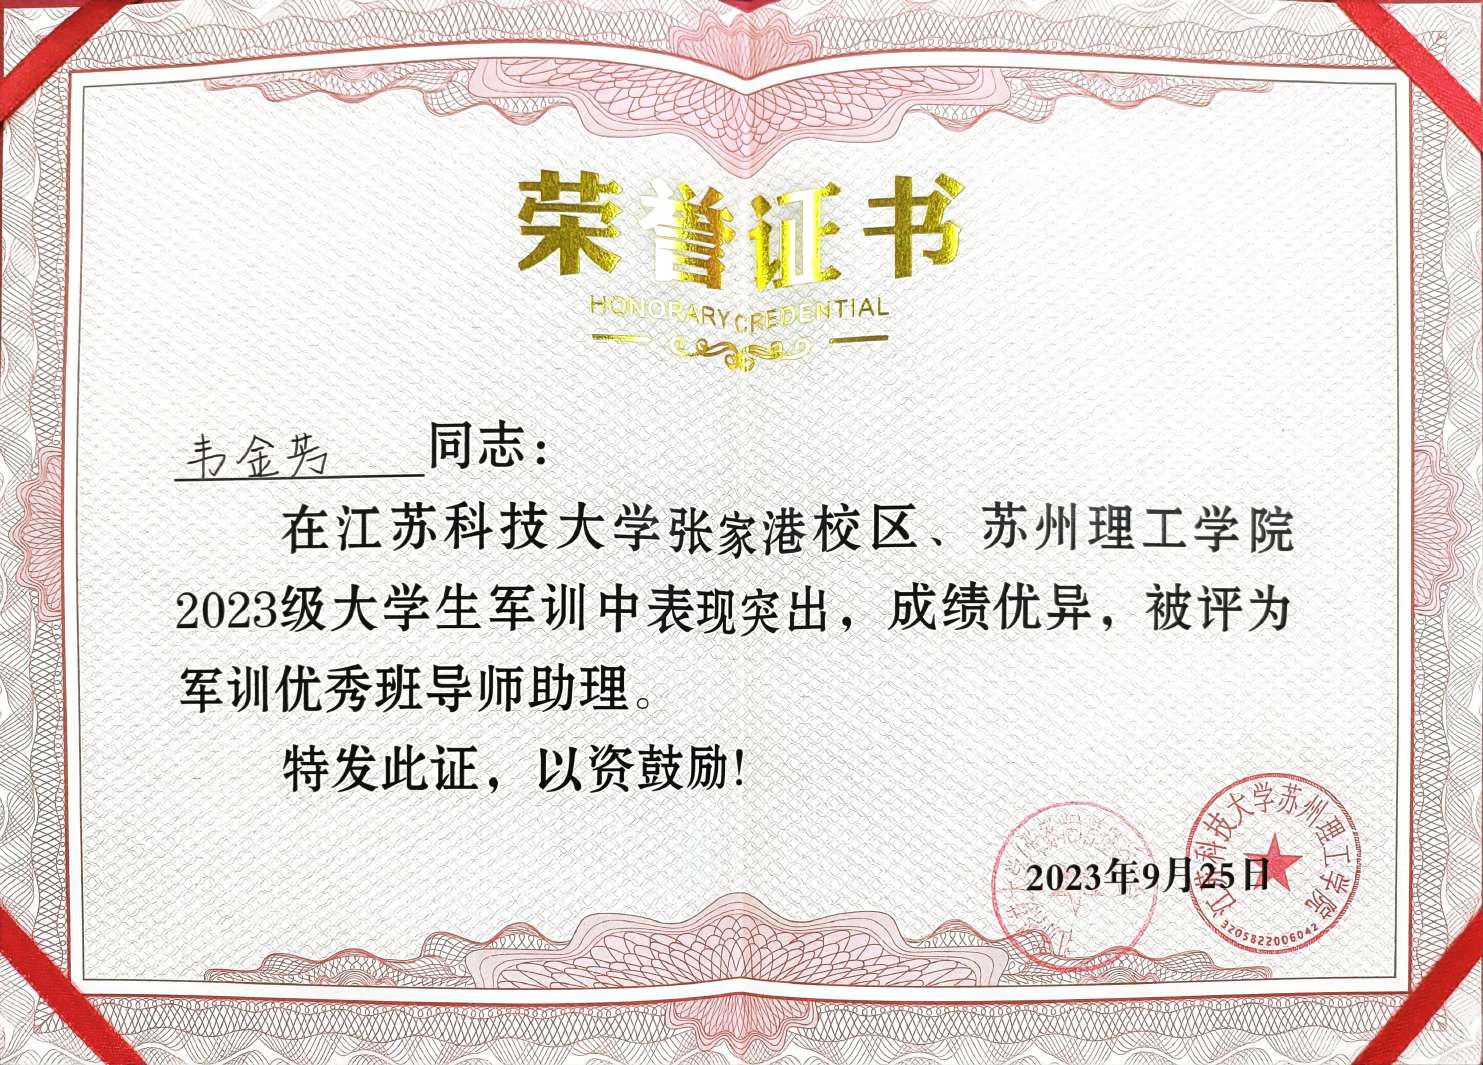 荣誉证书
HONORARY CREDENTIAL
韦金芳 同志：
在江苏科技大学张家港校区、苏州理工学院
2023级大学生军训中表现突出，成绩优异，被评为
军训优秀班导师助理。
特发此证，以资鼓励！
2023年9月25日
江苏科技大学苏州理工学院
3205822006042